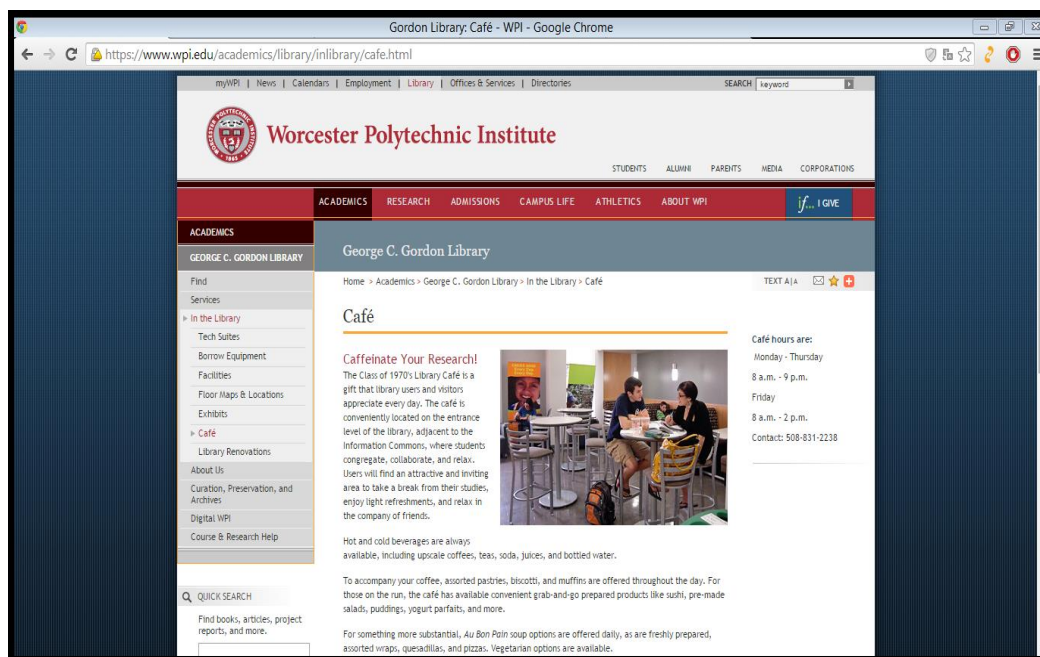 Gordon Library: Café - WPI - Google Chrome
https://www.wpi.edu/academics/library/inlibrary/cafe.html
myWPI | News | Calendars | Employment | Library | Offices & Services | Directories
SEARCH keyword
Worcester Polytechnic Institute
STUDENTS ALUMNI PARENTS MEDIA CORPORATIONS
ACADEMICS RESEARCH ADMISSIONS CAMPUS LIFE ATHLETICS ABOUT WPI if... I GIVE
ACADEMICS
GEORGE C. GORDON LIBRARY
Find
Services
In the Library
Tech Suites
Borrow Equipment
Facilities
Floor Maps & Locations
Exhibits
Café
Library Renovations
About Us
Curation, Preservation, and
Archives
Digital WPI
Course & Research Help
QUICK SEARCH
Find books, articles, project
reports, and more.
George C. Gordon Library
Home > Academics > George C. Gordon Library > In the Library > Café
TEXT A|A
Café
Caffeinate Your Research!
The Class of 1970's Library Café is a
gift that library users and visitors
appreciate every day. The café is
conveniently located on the entrance
level of the library, adjacent to the
Information Commons, where students
congregate, collaborate, and relax.
Users will find an attractive and inviting
area to take a break from their studies,
enjoy light refreshments, and relax in
the company of friends.
Hot and cold beverages are always
available, including upscale coffees, teas, soda, juices, and bottled water.
To accompany your coffee, assorted pastries, biscotti, and muffins are offered throughout the day. For
those on the run, the café has available convenient grab-and-go prepared products like sushi, pre-made
salads, puddings, yogurt parfaits, and more.
For something more substantial, Au Bon Pain soup options are offered daily, as are freshly prepared,
assorted wraps, quesadillas, and pizzas. Vegetarian options are available.
Café hours are:
Monday - Thursday
8 a.m. - 9 p.m.
Friday
8 a.m. - 2 p.m.
Contact: 508-831-2238